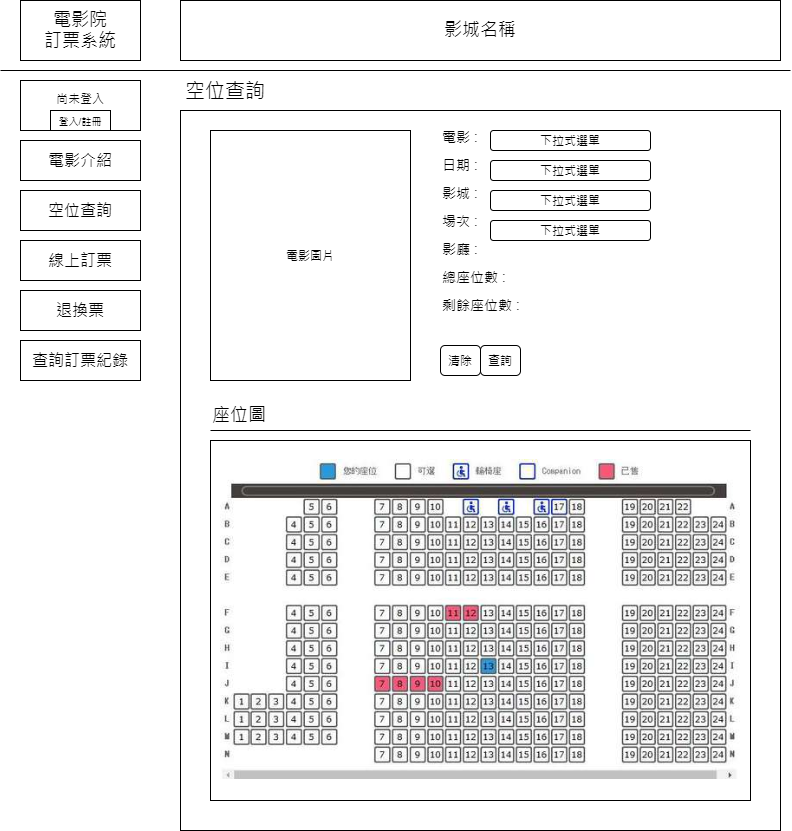 電影院
訂票系統
影城名稱
尚未登入
登入/註冊
電影介紹
空位查詢
線上訂票
退換票
查詢訂票紀錄
空位查詢
電影圖片
電影： 下拉式選單
日期： 下拉式選單
影城： 下拉式選單
場次： 下拉式選單
影廳：
總座位數：
剩餘座位數：
清除 查詢
座位圖
您的座位 可選 輪椅座 Companion 已售
A 5 6 7 8 9 10 17 18 19 20 21 22 A
B 4 5 6 7 8 9 10 11 12 13 14 15 16 17 18 19 20 21 22 23 24 B
C 4 5 6 7 8 9 10 11 12 13 14 15 16 17 18 19 20 21 22 23 24 C
D 4 5 6 7 8 9 10 11 12 13 14 15 16 17 18 19 20 21 22 23 24 D
E 4 5 6 7 8 9 10 11 12 13 14 15 16 17 18 19 20 21 22 23 24 E
F 4 5 6 7 8 9 10 11 12 13 14 15 16 17 18 19 20 21 22 23 24 F
G 4 5 6 7 8 9 10 11 12 13 14 15 16 17 18 19 20 21 22 23 24 G
H 4 5 6 7 8 9 10 11 12 13 14 15 16 17 18 19 20 21 22 23 24 H
I 4 5 6 7 8 9 10 11 12 13 14 15 16 17 18 19 20 21 22 23 24 I
J 4 5 6 7 8 9 10 11 12 13 14 15 16 17 18 19 20 21 22 23 24 J
K 1 2 3 4 5 6 7 8 9 10 11 12 13 14 15 16 17 18 19 20 21 22 23 24 K
L 1 2 3 4 5 6 7 8 9 10 11 12 13 14 15 16 17 18 19 20 21 22 23 24 L
M 1 2 3 4 5 6 7 8 9 10 11 12 13 14 15 16 17 18 19 20 21 22 23 24 M
N 7 8 9 10 11 12 13 14 15 16 17 18 19 20 21 22 23 24 N